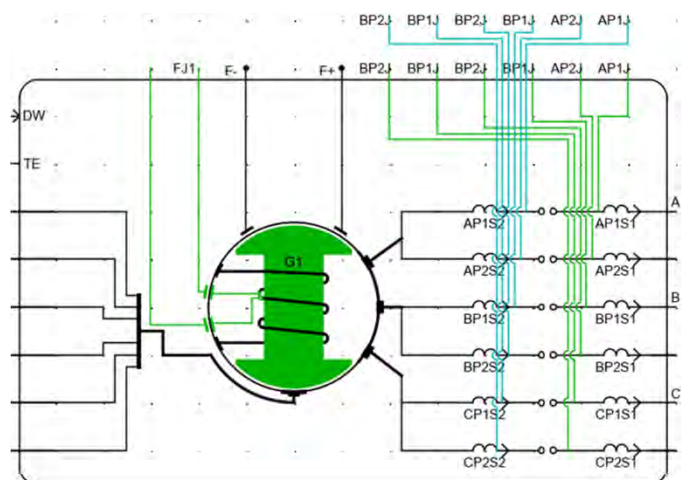 BP2J BP1J BP2J BP1J AP2J AP1J
FJ1 F- F+ BP2J BP1J BP2J BP1J AP2J AP1J
DW
TE
A
AP1S2 AP1S1
G1
AP2S2 AP2S1
B
BP1S2 BP1S1
BP2S2 BP2S1
C
CP1S2 CP1S1
CP2S2 CP2S1